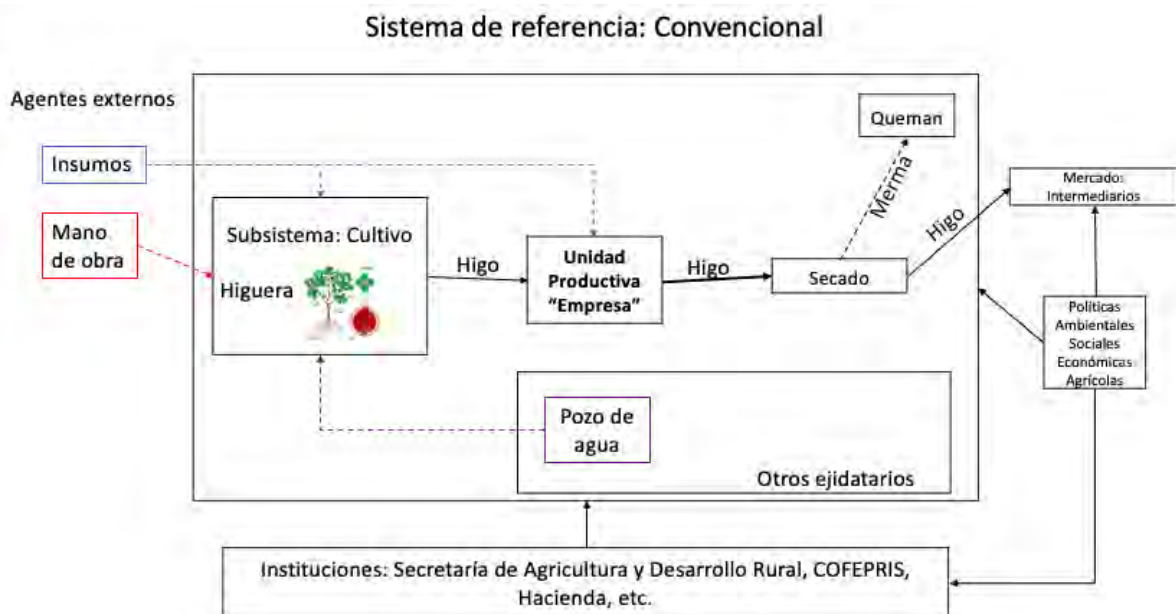 Sistema de referencia: Convencional
Agentes externos
Insumos
Mano
de obra
Subsistema: Cultivo
Higuera
Higo
Unidad
Productiva
“Empresa”
Higo
Secado
Merma
Queman
Higo
Mercado:
Intermediarios
Políticas
Ambientales
Sociales
Económicas
Agrícolas
Pozo de
agua
Otros ejidatarios
Instituciones: Secretaría de Agricultura y Desarrollo Rural, COFEPRIS,
Hacienda, etc.